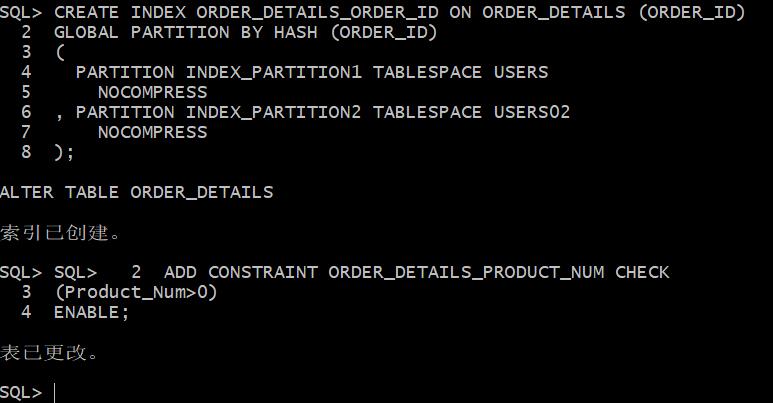 SQL> CREATE INDEX ORDER_DETAILS_ORDER_ID ON ORDER_DETAILS (ORDER_ID)
2 GLOBAL PARTITION BY HASH (ORDER_ID)
3 (
4 PARTITION INDEX_PARTITION1 TABLESPACE USERS
5 NOCOMPRESS
6 , PARTITION INDEX_PARTITION2 TABLESPACE USERS02
7 NOCOMPRESS
8 );
ALTER TABLE ORDER_DETAILS
索引已创建。
SQL> SQL> 2 ADD CONSTRAINT ORDER_DETAILS_PRODUCT_NUM CHECK
3 (Product_Num>0)
4 ENABLE;
表已更改。
SQL>